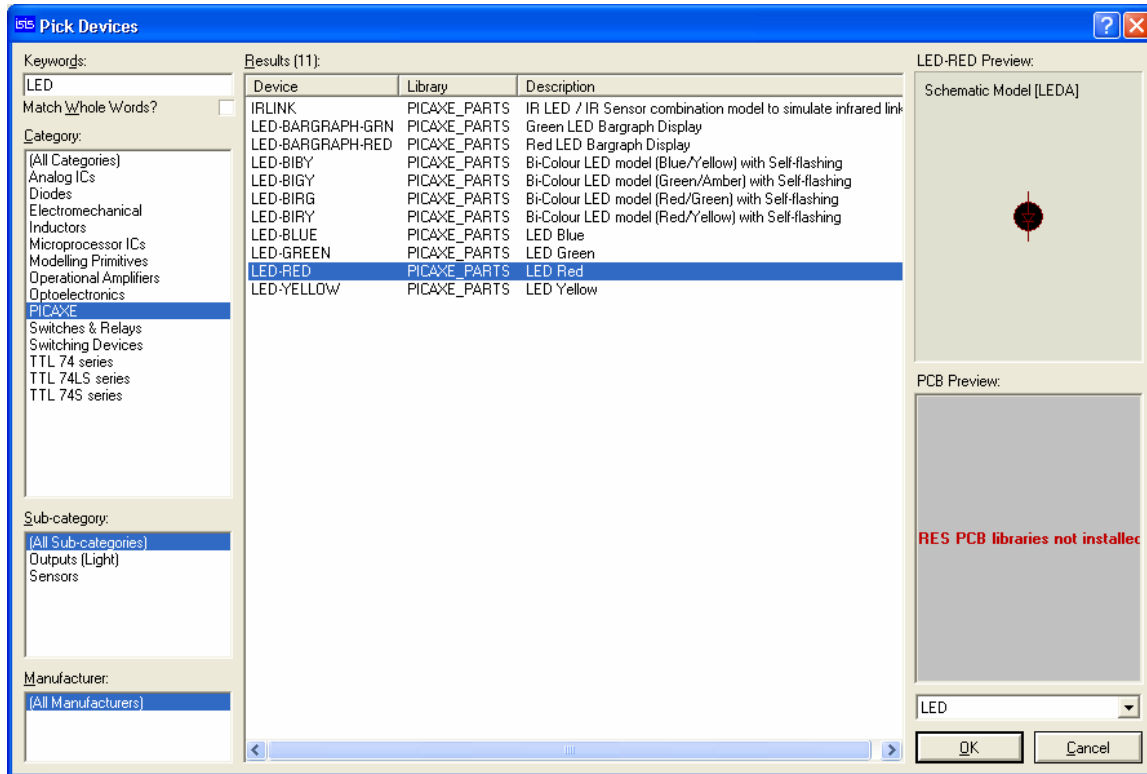 isis Pick Devices
Keywords:
LED
Match Whole Words?
Category:
(All Categories)
Analog ICs
Diodes
Electromechanical
Inductors
Microprocessor ICs
Modelling Primitives
Operational Amplifiers
Optoelectronics
PICAXE
Switches & Relays
Switching Devices
TTL 74 series
TTL 74LS series
TTL 74S series
Sub-category:
(All Sub-categories)
Outputs (Light)
Sensors
Manufacturer:
(All Manufacturers)
Results (11):
Device Library Description
IRLINK PICAXE_PARTS IR LED / IR Sensor combination model to simulate infrared link
LED-BARGRAPH-GRN PICAXE_PARTS Green LED Bargraph Display
LED-BARGRAPH-RED PICAXE_PARTS Red LED Bargraph Display
LED-BIBY PICAXE_PARTS Bi-Colour LED model (Blue/Yellow) with Self-flashing
LED-BIGY PICAXE_PARTS Bi-Colour LED model (Green/Amber) with Self-flashing
LED-BIRG PICAXE_PARTS Bi-Colour LED model (Red/Green) with Self-flashing
LED-BIRY PICAXE_PARTS Bi-Colour LED model (Red/Yellow) with Self-flashing
LED-BLUE PICAXE_PARTS LED Blue
LED-GREEN PICAXE_PARTS LED Green
LED-RED PICAXE_PARTS LED Red
LED-YELLOW PICAXE_PARTS LED Yellow
LED-RED Preview:
Schematic Model [LEDA]
PCB Preview:
RES PCB libraries not installed
LED
OK Cancel